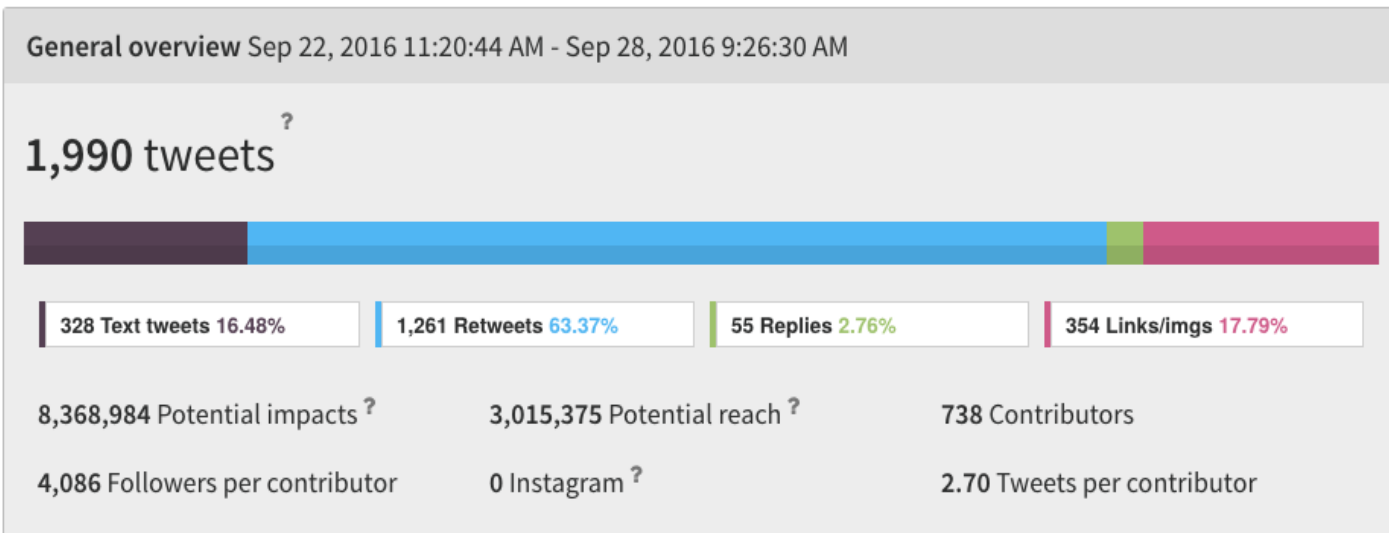 General overview Sep 22, 2016 11:20:44 AM - Sep 28, 2016 9:26:30 AM
1,990 tweets ?
328 Text tweets 16.48% 1,261 Retweets 63.37% 55 Replies 2.76% 354 Links/imgs 17.79%
8,368,984 Potential impacts ? 3,015,375 Potential reach ? 738 Contributors
4,086 Followers per contributor 0 Instagram ? 2.70 Tweets per contributor